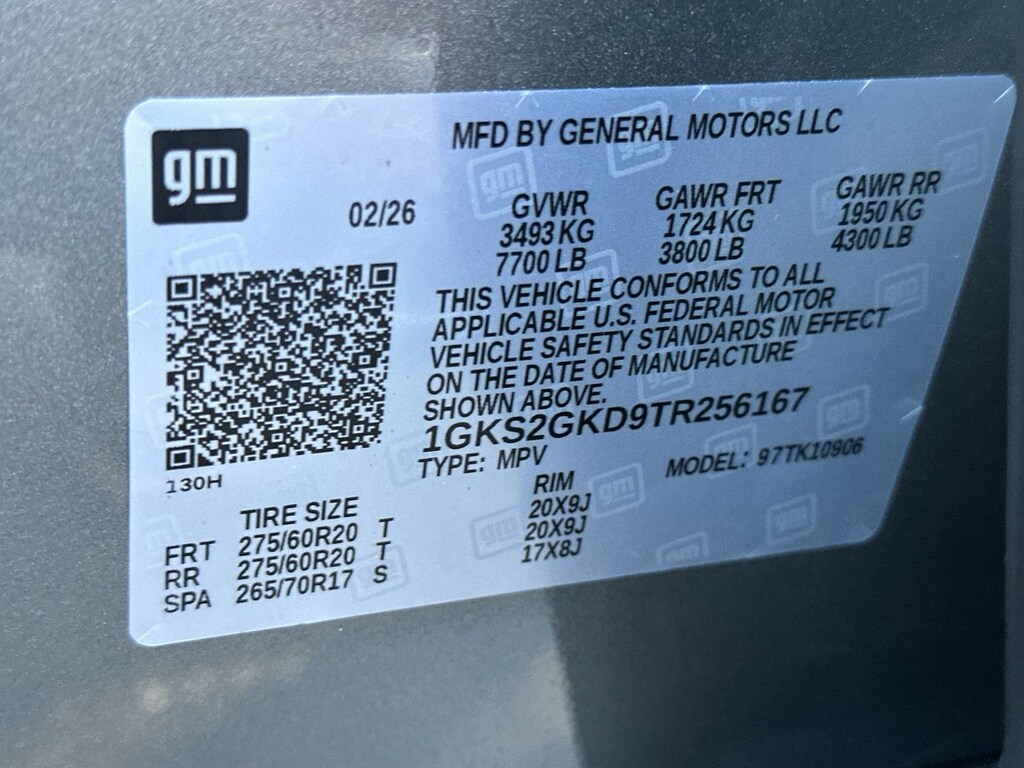 gm
MFD BY GENERAL MOTORS LLC
02/26
GVWR GAWR FRT GAWR RR
3493 KG 1724 KG 1950 KG
7700 LB 3800 LB 4300 LB
THIS VEHICLE CONFORMS TO ALL
APPLICABLE U.S. FEDERAL MOTOR
VEHICLE SAFETY STANDARDS IN EFFECT
ON THE DATE OF MANUFACTURE
SHOWN ABOVE.
1GKS2GKD9TR256167
TYPE: MPV MODEL: 97TK10906
130H
TIRE SIZE RIM
FRT 275/60R20 T 20X9J
RR 275/60R20 T 20X9J
SPA 265/70R17 S 17X8J